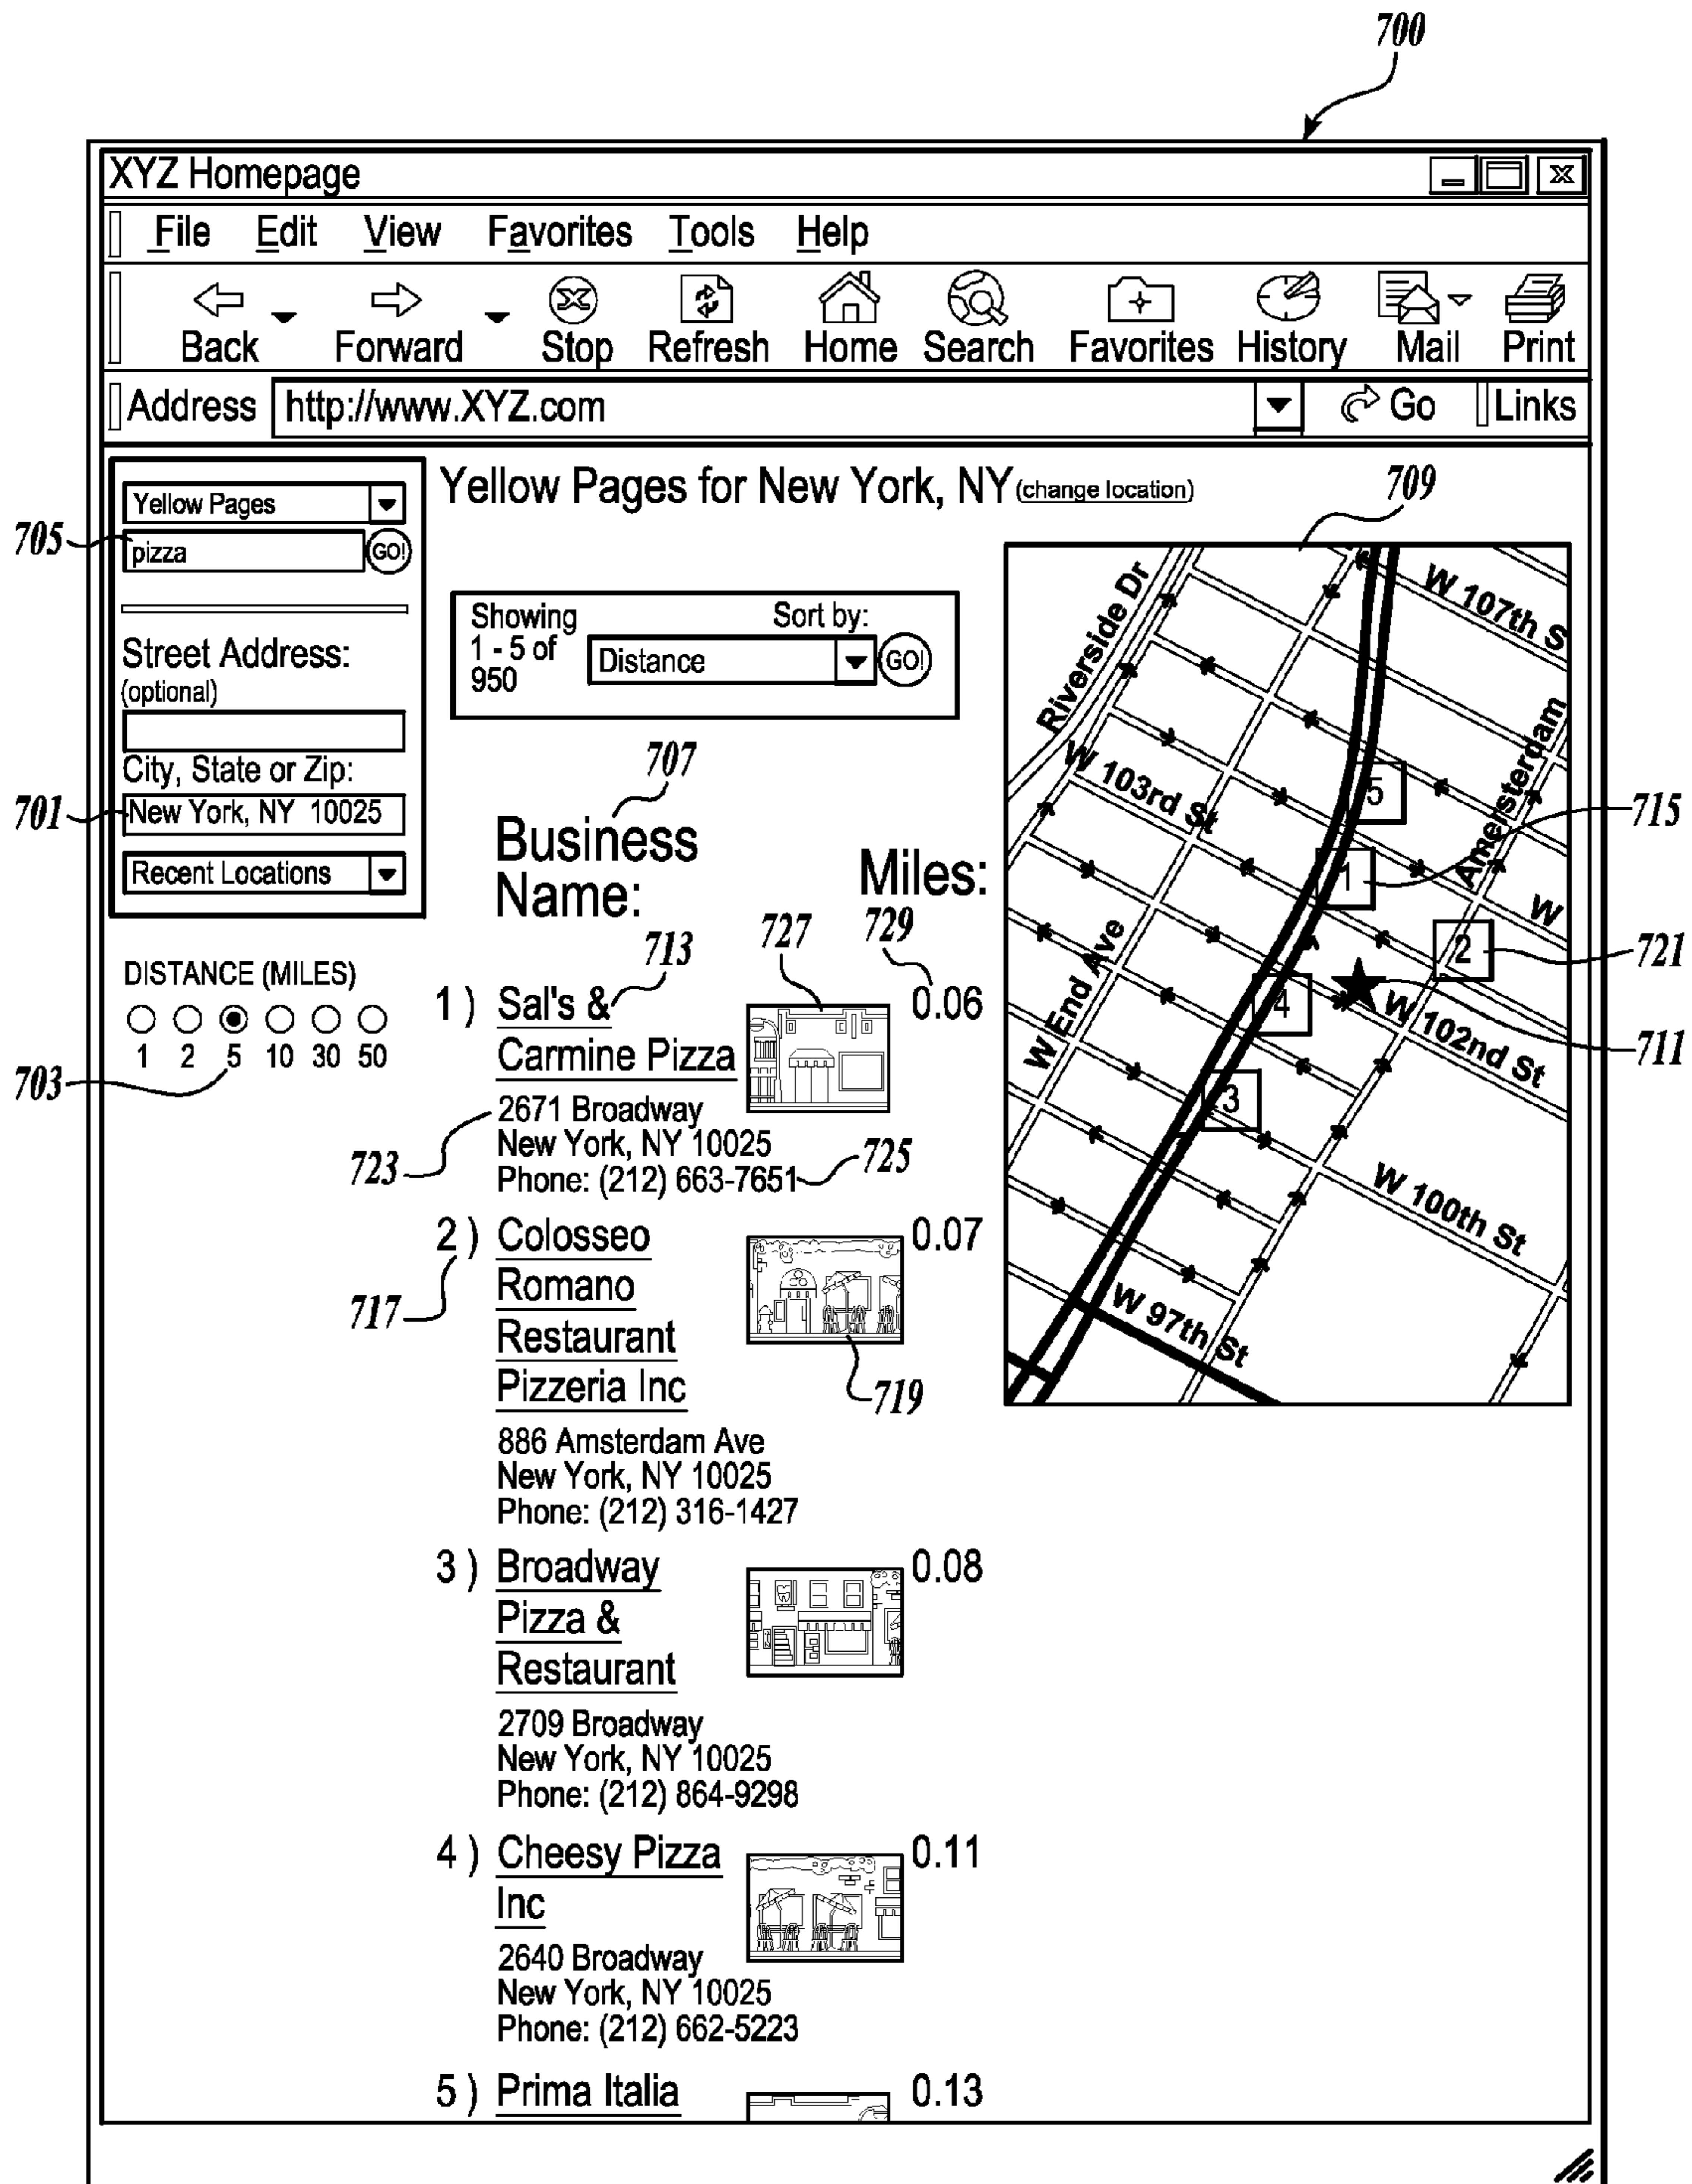 700
XYZ Homepage
File Edit View Favorites Tools Help
Back Forward Stop Refresh Home Search Favorites History Mail Print
Address http://www.XYZ.com Go Links
Yellow Pages
705
pizza GO!
Street Address:
(optional)
City, State or Zip:
701
New York, NY 10025
Recent Locations
DISTANCE (MILES)
1 2 5 10 30 50
703
Yellow Pages for New York, NY (change location)
709
Showing
1 - 5 of
950
Sort by:
Distance GO!
707
Business
Name:
Miles:
713
727
729
1) Sal's &
Carmine Pizza
0.06
2671 Broadway
New York, NY 10025
Phone: (212) 663-7651
723
725
2) Colosseo
Romano
Restaurant
Pizzeria Inc
0.07
717
719
886 Amsterdam Ave
New York, NY 10025
Phone: (212) 316-1427
3) Broadway
Pizza &
Restaurant
0.08
2709 Broadway
New York, NY 10025
Phone: (212) 864-9298
4) Cheesy Pizza
Inc
0.11
2640 Broadway
New York, NY 10025
Phone: (212) 662-5223
5) Prima Italia
0.13
Riverside Dr
W 107th S
W 103rd St
Amersterdam
5
715
1
W
2
721
W End Ave
4
W 102nd St
711
3
W 100th St
W 97th St